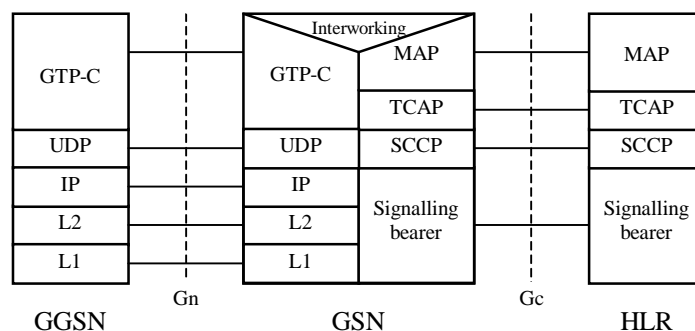 Interworking
GTP-C
GTP-C
MAP
MAP
TCAP
TCAP
UDP
UDP
SCCP
SCCP
IP
IP
L2
L2
Signalling
bearer
Signalling
bearer
L1
L1
Gn
Gc
GGSN
GSN
HLR